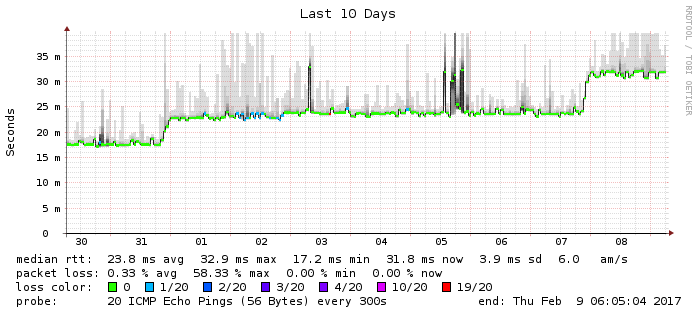 Last 10 Days
RRDTOOL / TOBI OETIKER
Seconds
35 m
30 m
25 m
20 m
15 m
10 m
5 m
0
30 31 01 02 03 04 05 06 07 08
median rtt: 23.8 ms avg 32.9 ms max 17.2 ms min 31.8 ms now 3.9 ms sd 6.0 am/s
packet loss: 0.33 % avg 58.33 % max 0.00 % min 0.00 % now
loss color: 0 1/20 2/20 3/20 4/20 10/20 19/20
probe: 20 ICMP Echo Pings (56 Bytes) every 300s end: Thu Feb 9 06:05:04 2017